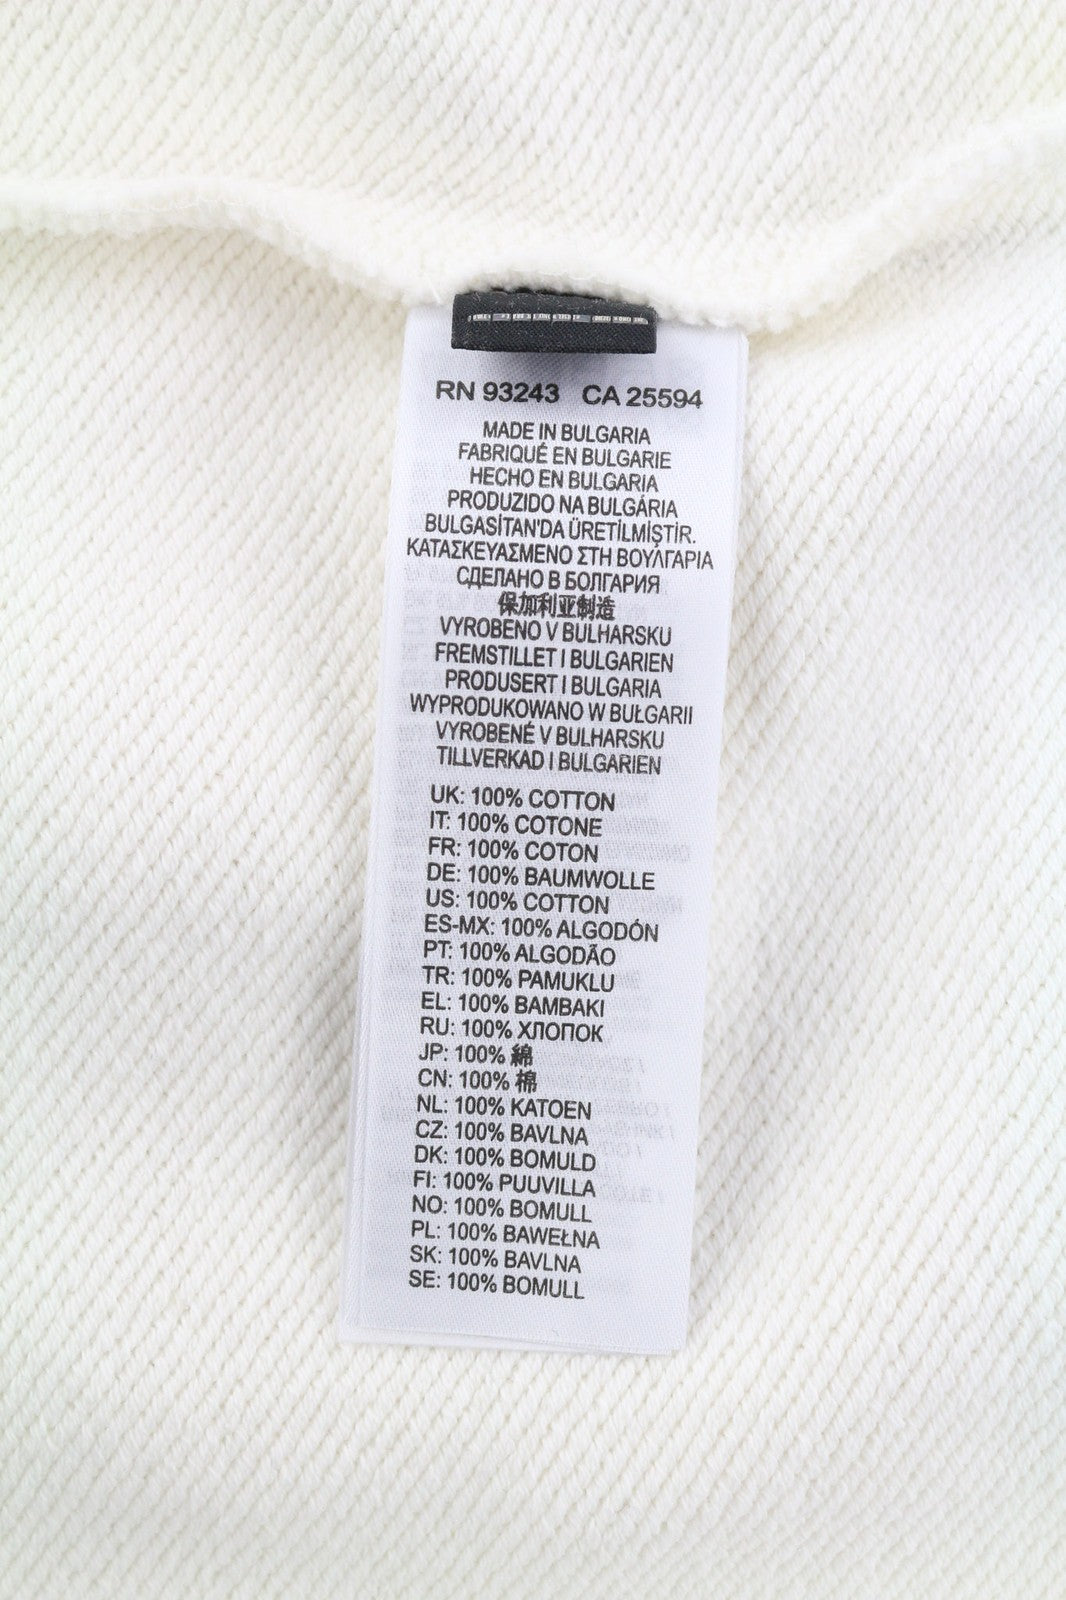 RN 93243 CA 25594
MADE IN BULGARIA
FABRIQUÉ EN BULGARIE
HECHO EN BULGARIA
PRODUZIDO NA BULGÁRIA
BULGASİTAN'DA ÜRETİLMİŞTİR.
ΚΑΤΑΣΚΕΥΑΣΜΕΝΟ ΣΤΗ ΒΟΥΛΓΑΡΙΑ
СДЕЛАНО В БОЛГАРИЯ
保加利亚制造
VYROBENO V BULHARSKU
FREMSTILLET I BULGARIEN
PRODUSERT I BULGARIA
WYPRODUKOWANO W BUŁGARII
VYROBENÉ V BULHARSKU
TILLVERKAD I BULGARIEN
UK: 100% COTTON
IT: 100% COTONE
FR: 100% COTON
DE: 100% BAUMWOLLE
US: 100% COTTON
ES-MX: 100% ALGODÓN
PT: 100% ALGODÃO
TR: 100% PAMUKLU
EL: 100% ΒΑΜΒΑΚΙ
RU: 100% ХЛОПОК
JP: 100% 綿
CN: 100% 棉
NL: 100% KATOEN
CZ: 100% BAVLNA
DK: 100% BOMULD
FI: 100% PUUVILLA
NO: 100% BOMULL
PL: 100% BAWEŁNA
SK: 100% BAVLNA
SE: 100% BOMULL